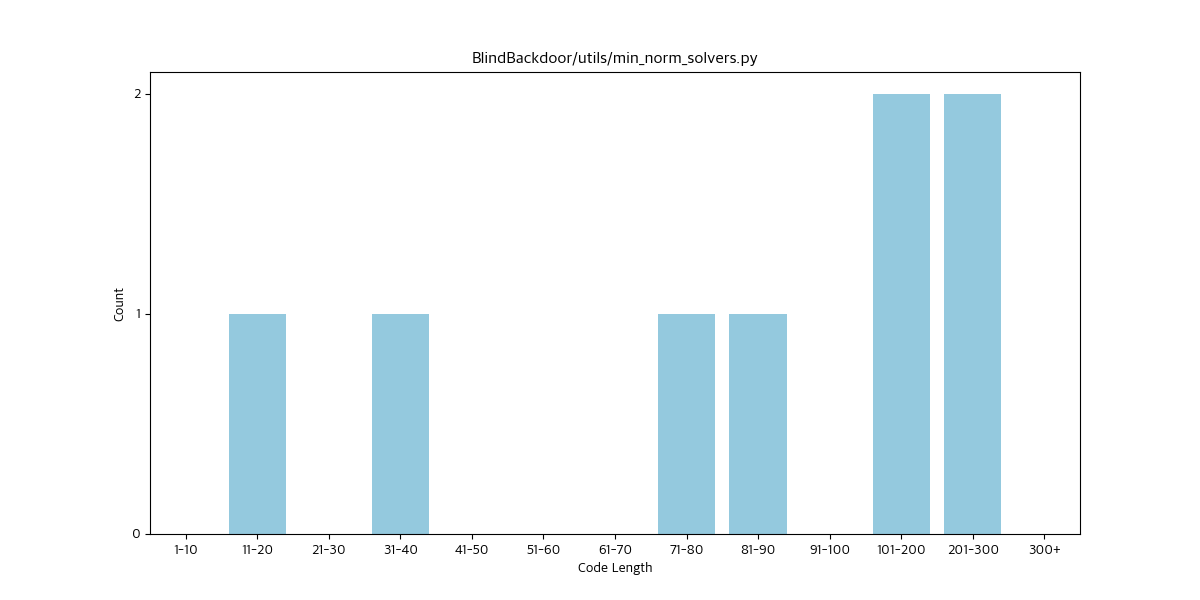 BlindBackdoor/utils/min_norm_solvers.py
2
1
0
Count
1-10 11-20 21-30 31-40 41-50 51-60 61-70 71-80 81-90 91-100 101-200 201-300 300+
Code Length